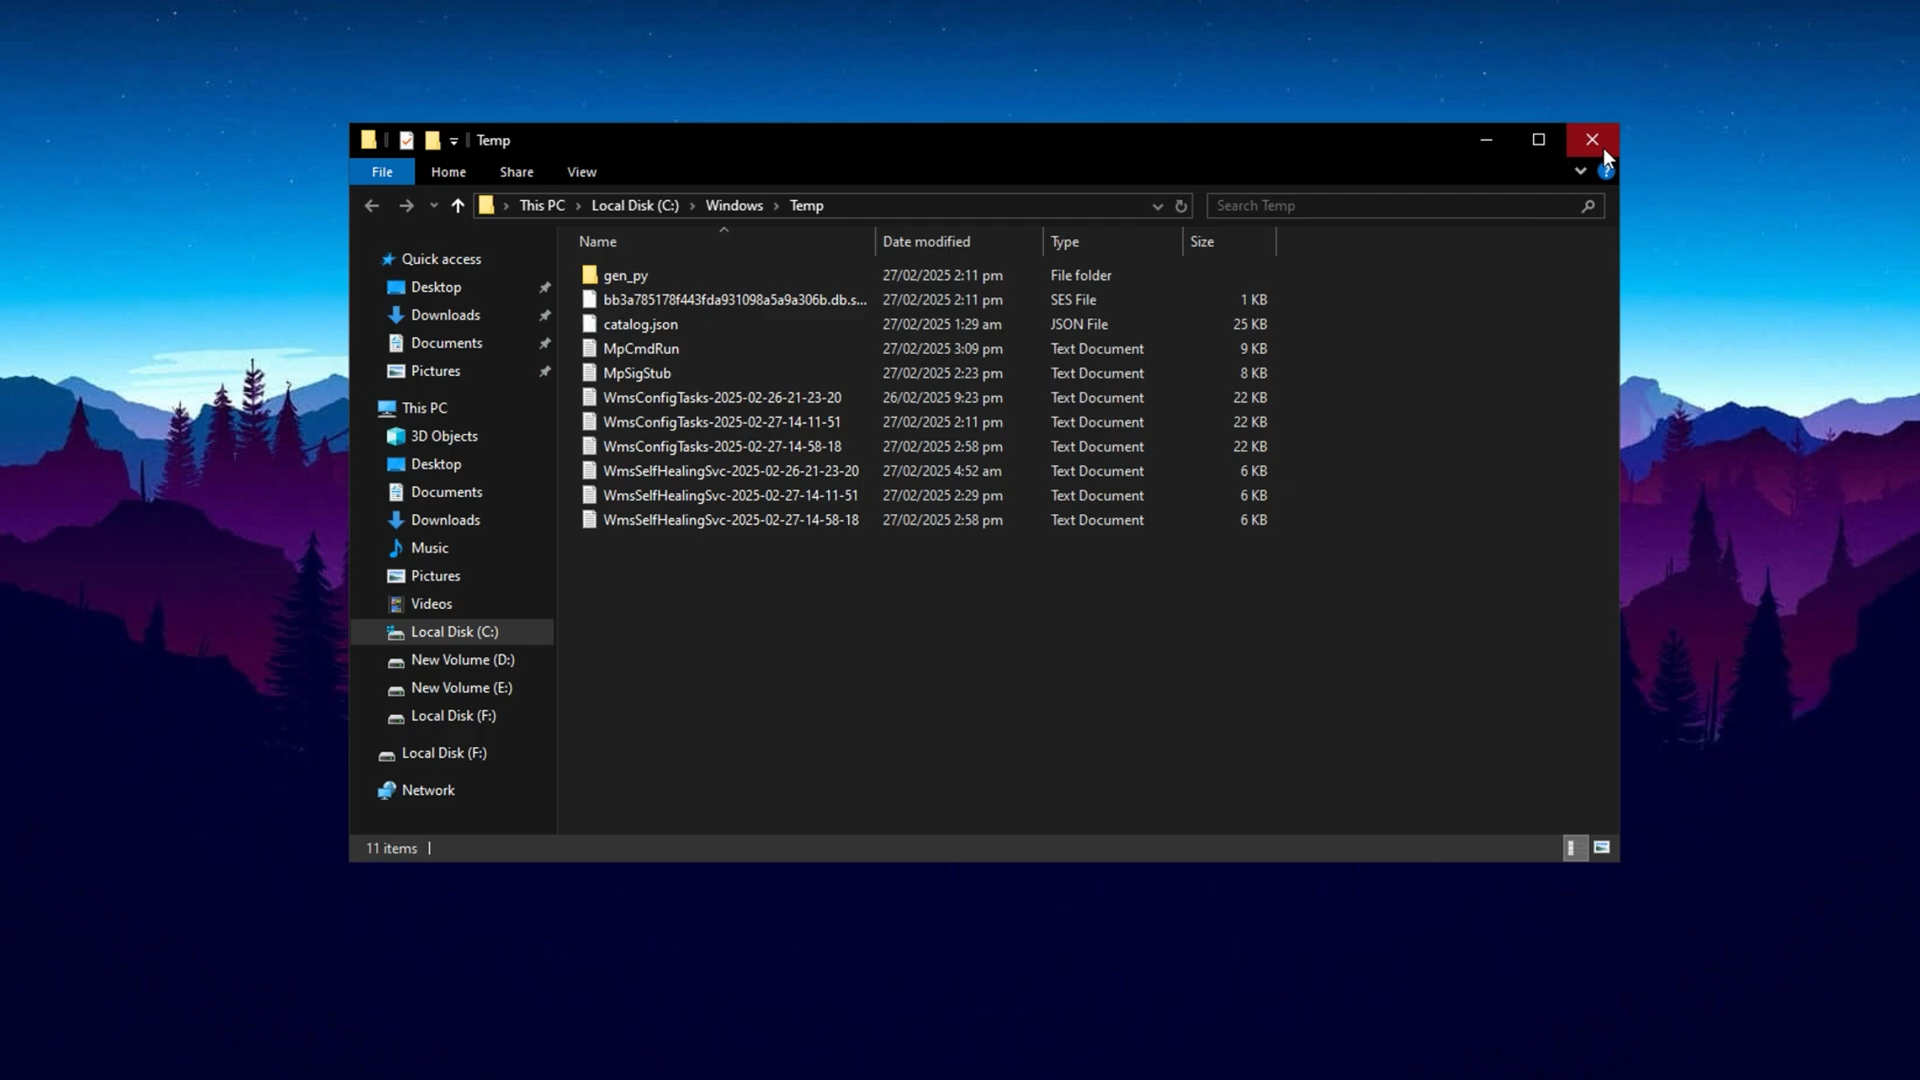 Temp
File Home Share View
This PC Local Disk (C:) Windows Temp Search Temp
Name Date modified Type Size
Quick access
Desktop
Downloads
Documents
Pictures
This PC
3D Objects
Desktop
Documents
Downloads
Music
Pictures
Videos
Local Disk (C:)
New Volume (D:)
New Volume (E:)
Local Disk (F:)
Local Disk (F:)
Network
gen_py 27/02/2025 2:11 pm File folder
bb3a785178f443fda931098a5a9a306b.db.s... 27/02/2025 2:11 pm SES File 1 KB
catalog.json 27/02/2025 1:29 am JSON File 25 KB
MpCmdRun 27/02/2025 3:09 pm Text Document 9 KB
MpSigStub 27/02/2025 2:23 pm Text Document 8 KB
WmsConfigTasks-2025-02-26-21-23-20 26/02/2025 9:23 pm Text Document 22 KB
WmsConfigTasks-2025-02-27-14-11-51 27/02/2025 2:11 pm Text Document 22 KB
WmsConfigTasks-2025-02-27-14-58-18 27/02/2025 2:58 pm Text Document 22 KB
WmsSelfHealingSvc-2025-02-26-21-23-20 27/02/2025 4:52 am Text Document 6 KB
WmsSelfHealingSvc-2025-02-27-14-11-51 27/02/2025 2:29 pm Text Document 6 KB
WmsSelfHealingSvc-2025-02-27-14-58-18 27/02/2025 2:58 pm Text Document 6 KB
11 items